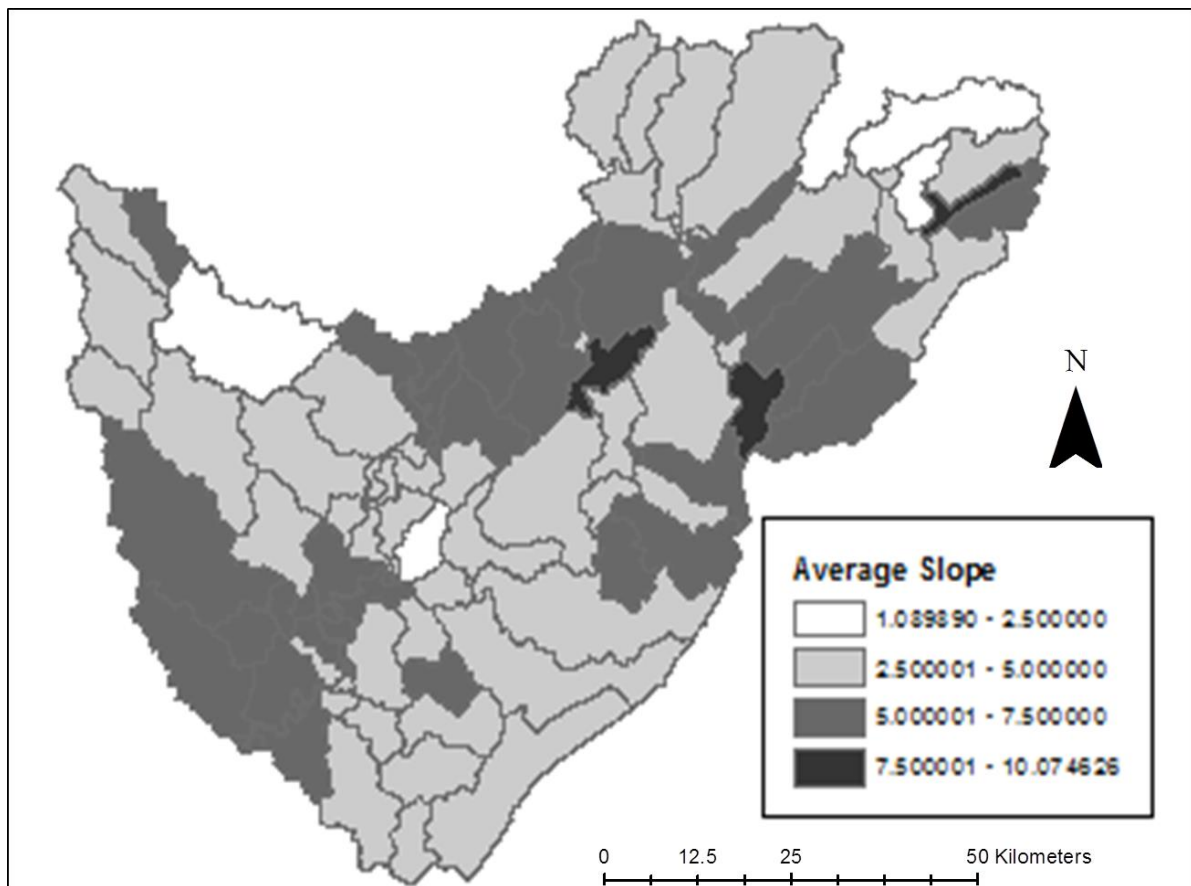 N
Average Slope
1.089890 - 2.500000
2.500001 - 5.000000
5.000001 - 7.500000
7.500001 - 10.074626
0 12.5 25 50 Kilometers